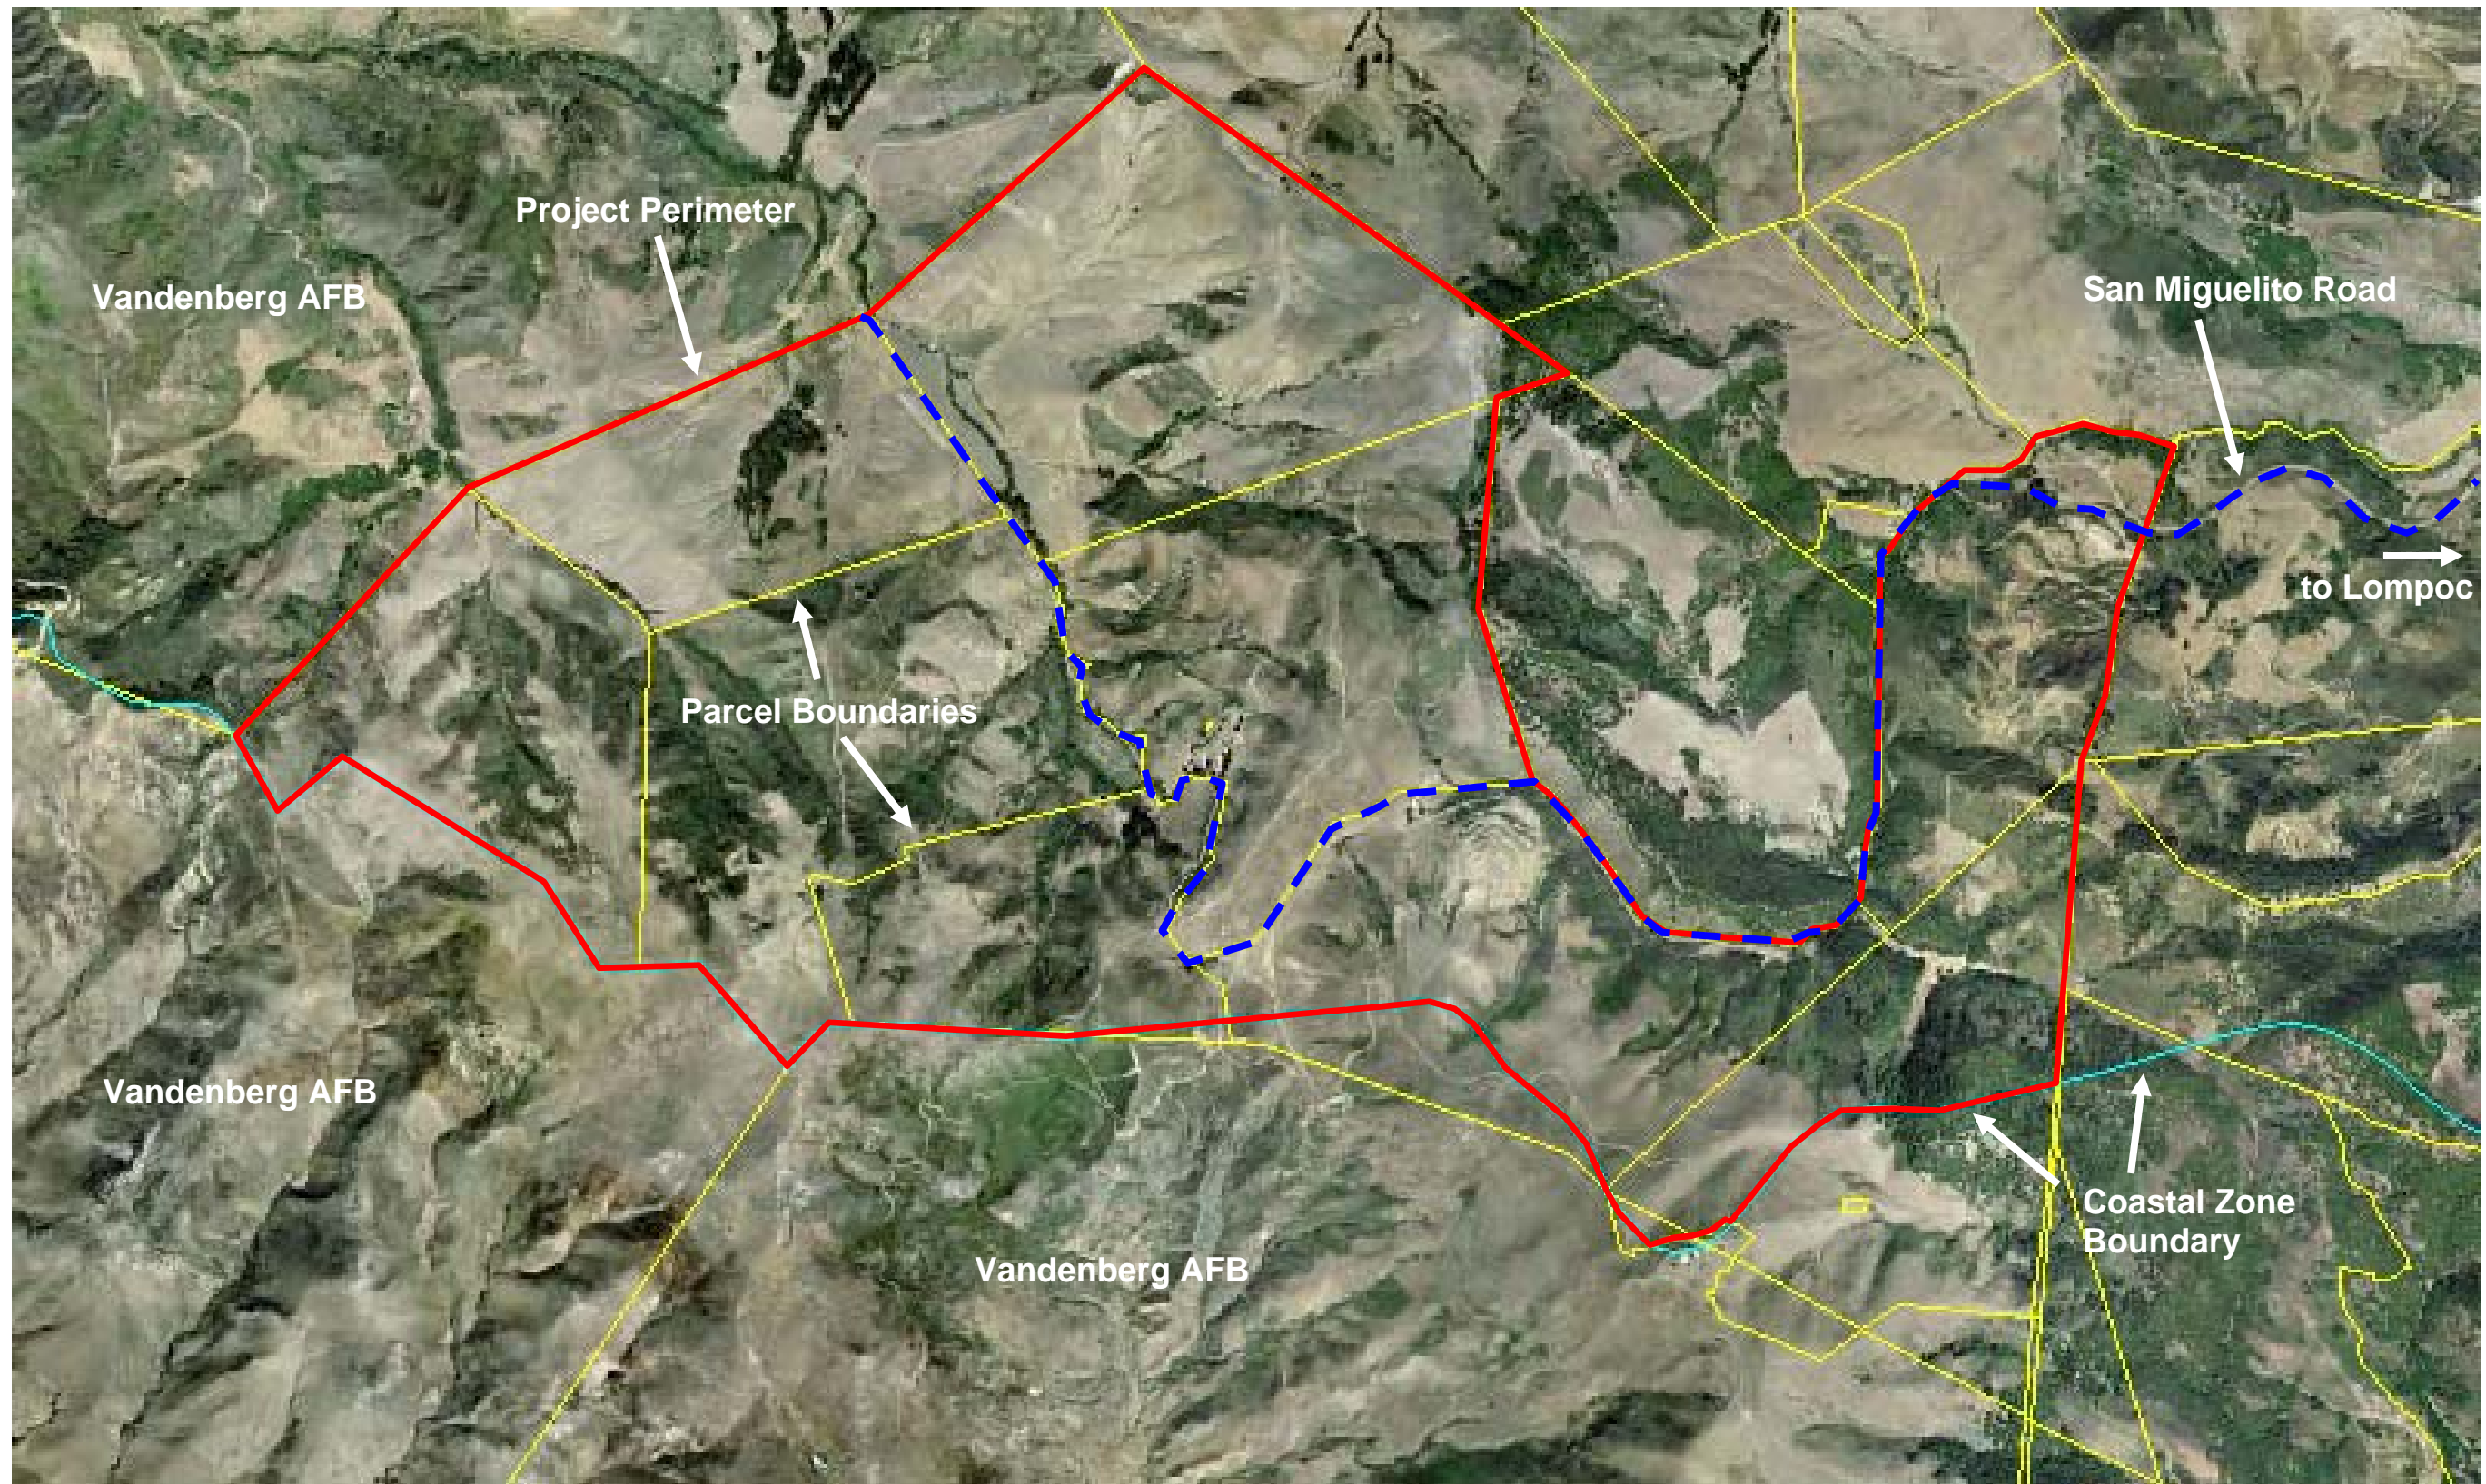 Project Perimeter
Vandenberg AFB
San Miguelito Road
to Lompoc
Parcel Boundaries
Vandenberg AFB
Coastal Zone
Boundary
Vandenberg AFB